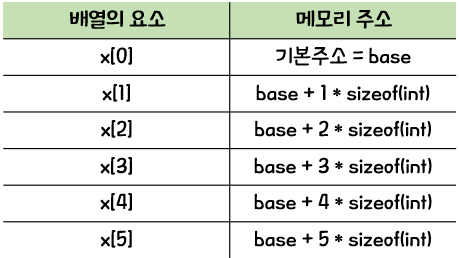 배열의 요소 메모리 주소
x[0] 기본주소 = base
x[1] base + 1 * sizeof(int)
x[2] base + 2 * sizeof(int)
x[3] base + 3 * sizeof(int)
x[4] base + 4 * sizeof(int)
x[5] base + 5 * sizeof(int)